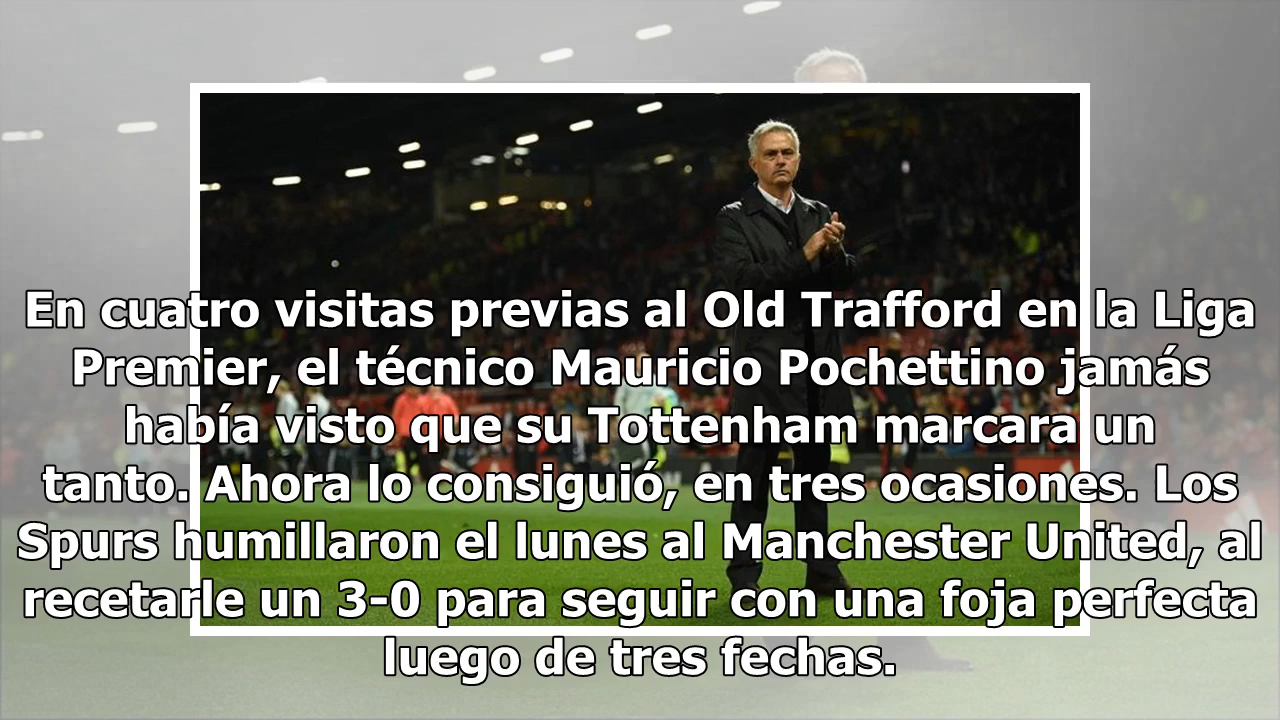 En cuatro visitas previas al Old Trafford en la Liga
Premier, el técnico Mauricio Pochettino jamás
había visto que su Tottenham marcara un
tanto. Ahora lo consiguió, en tres ocasiones. Los
Spurs humillaron el lunes al Manchester United, al
recetarle un 3-0 para seguir con una foja perfecta
luego de tres fechas.